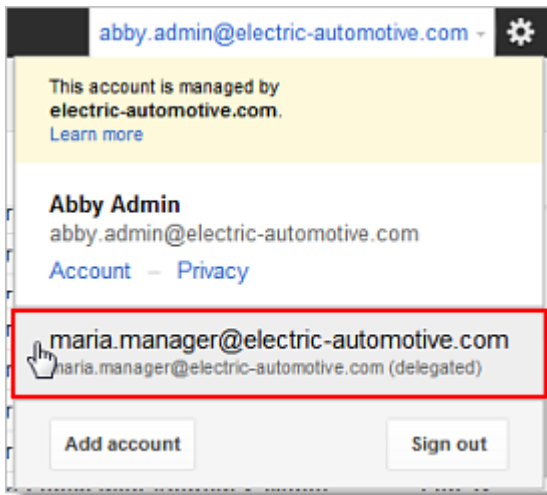 abby.admin@electric-automotive.com
This account is managed by
electric-automotive.com.
Learn more
Abby Admin
abby.admin@electric-automotive.com
Account – Privacy
maria.manager@electric-automotive.com
maria.manager@electric-automotive.com (delegated)
Add account Sign out